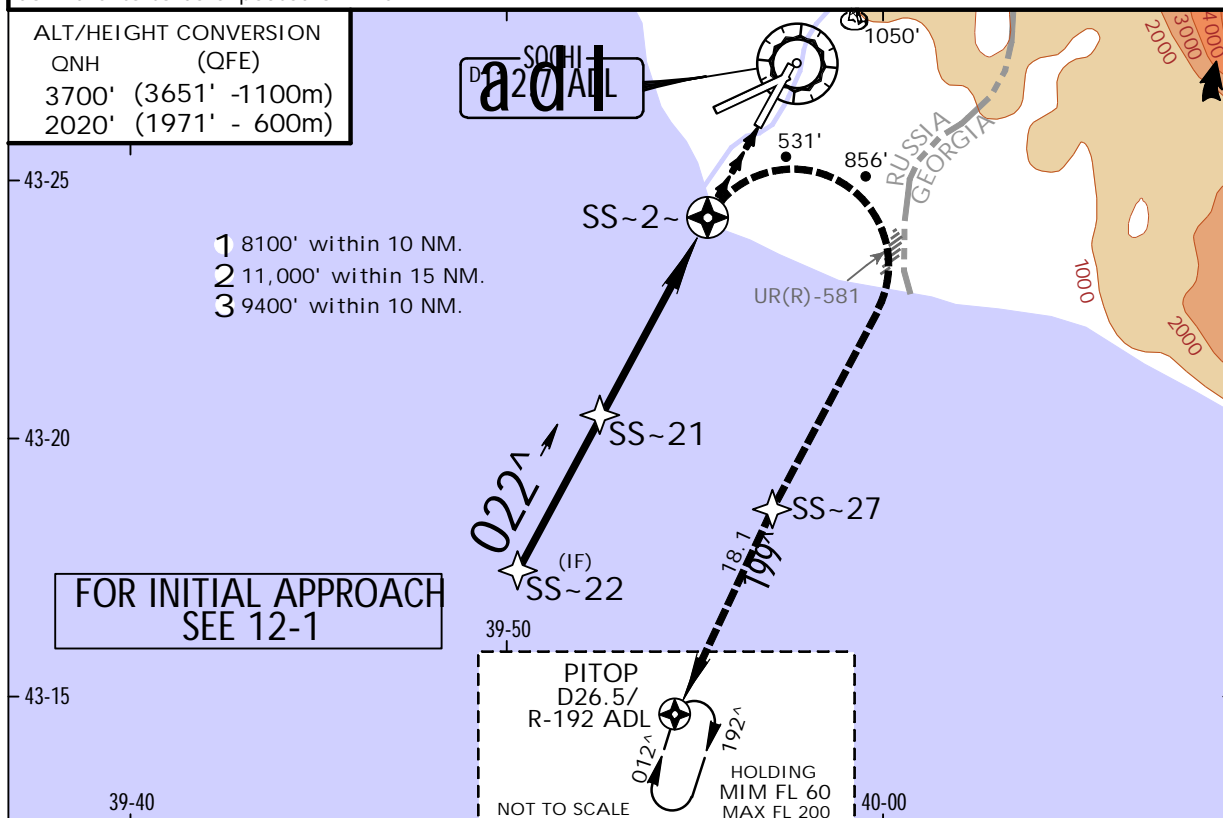 ALT/HEIGHT CONVERSION
QNH (QFE)
3700' (3651' -1100m)
2020' (1971' - 600m)
SOCHI
D
112.7 ADL
a d l
1050'
2000
3000
4000
531'
856'
RUSSIA
GEORGIA
43-25
SS~2~
1 8100' within 10 NM.
2 11,000' within 15 NM.
3 9400' within 10 NM.
UR(R)-581
1000
2000
43-20
SS~21
022^
SS~27
18.1
199^
(IF)
SS~22
FOR INITIAL APPROACH
SEE 12-1
39-50
43-15
PITOP
D26.5/
R-192 ADL
012^
192^
HOLDING
MIM FL 60
MAX FL 200
NOT TO SCALE
39-40
40-00